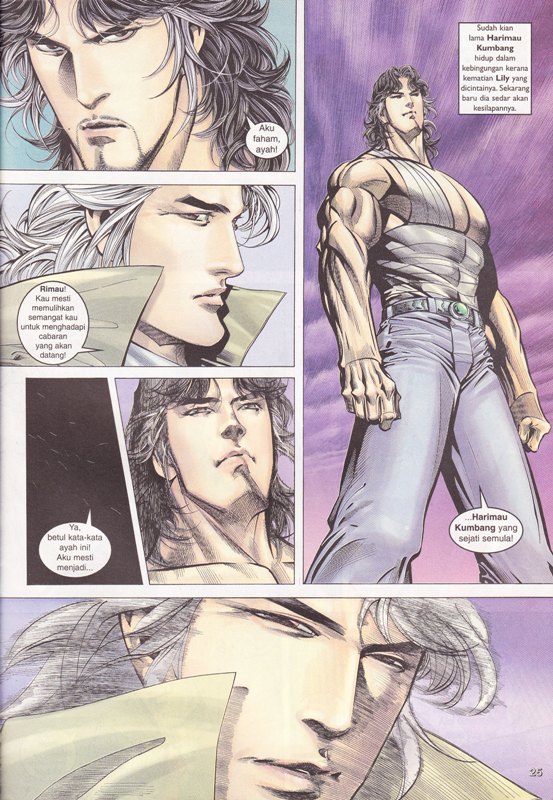 Aku
faham,
ayah!
Rimau!
Kau mesti
memulihkan
semangat kau
untuk menghadapi
cabaran
yang akan
datang!
Ya,
betul kata-kata
ayah ini!
Aku mesti
menjadi...
Sudah kian
lama Harimau
Kumbang
hidup dalam
kebingungan kerana
kematian Lily yang
dicintainya. Sekarang
baru dia sedar akan
kesilapannya.
...Harimau
Kumbang yang
sejati semula!
25